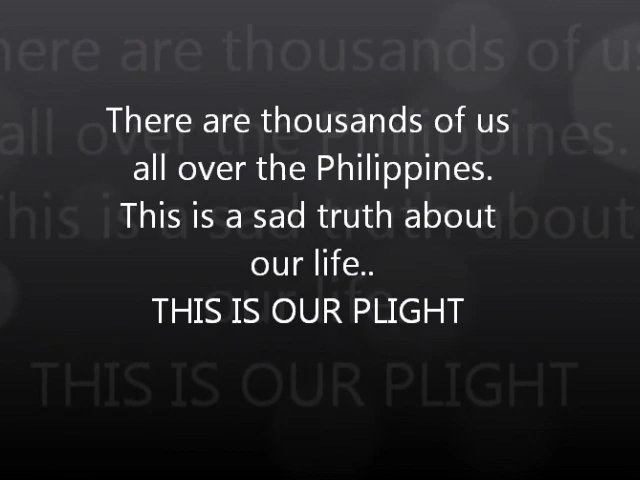 There are thousands of us
all over the Philippines.
This is a sad truth about
our life..
THIS IS OUR PLIGHT